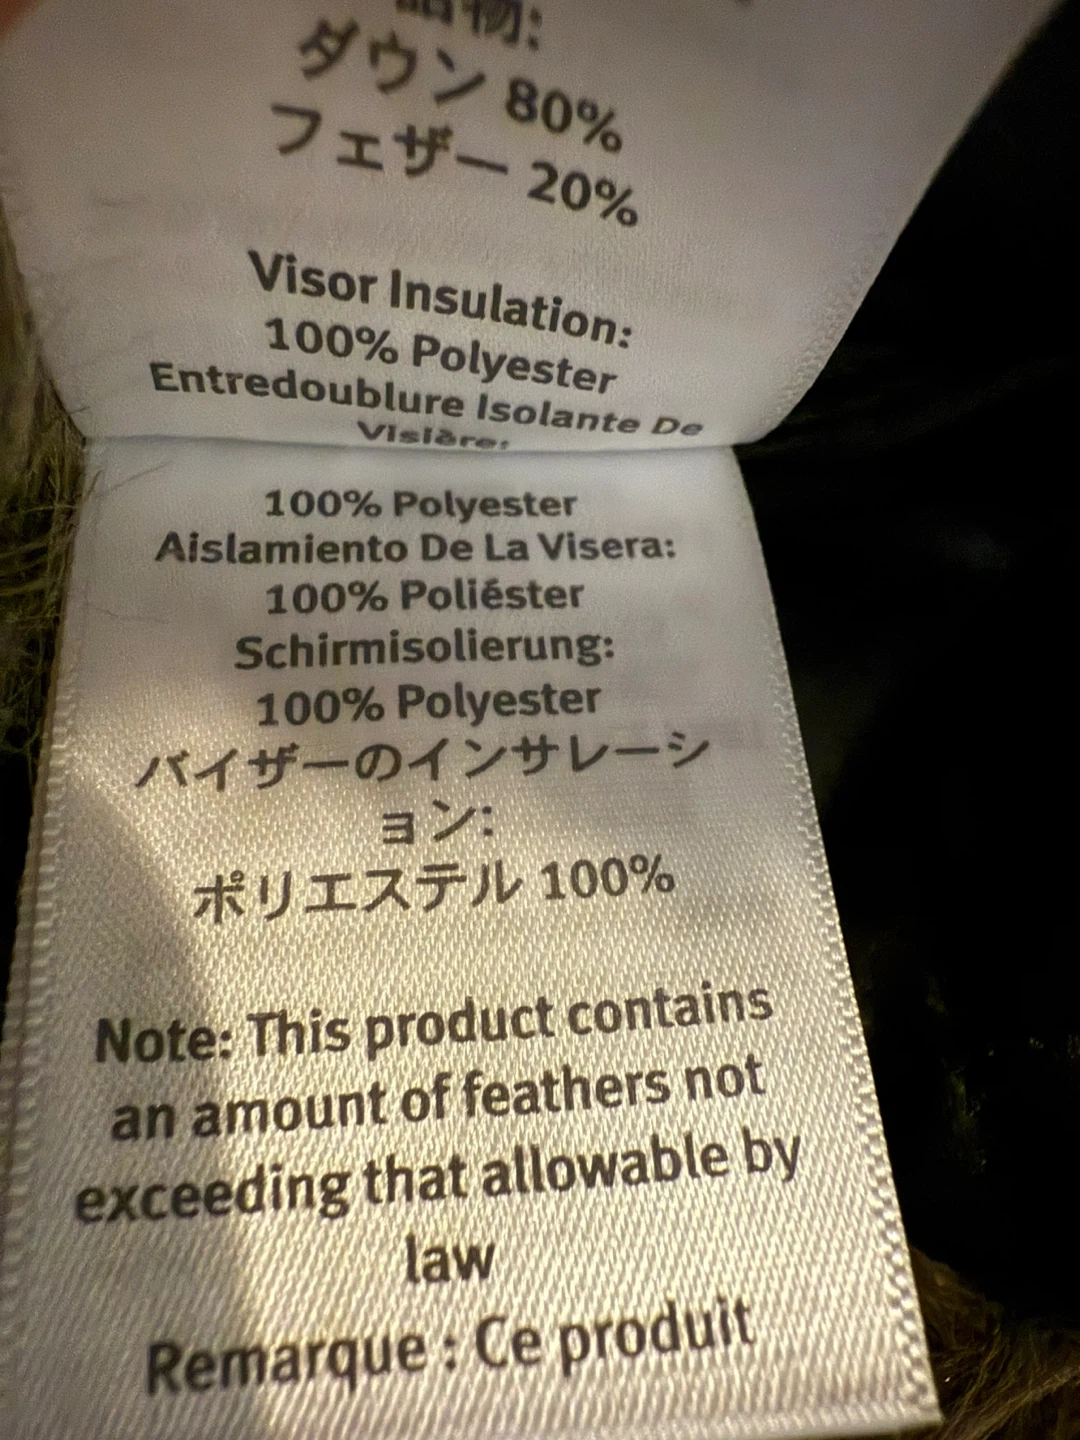 詰物:
ダウン 80%
フェザー 20%
Visor Insulation:
100% Polyester
Entredoublure Isolante De
Visière:
100% Polyester
Aislamiento De La Visera:
100% Poliéster
Schirmisolierung:
100% Polyester
バイザーのインサレーシ
ョン:
ポリエステル 100%
Note: This product contains
an amount of feathers not
exceeding that allowable by
law
Remarque : Ce produit